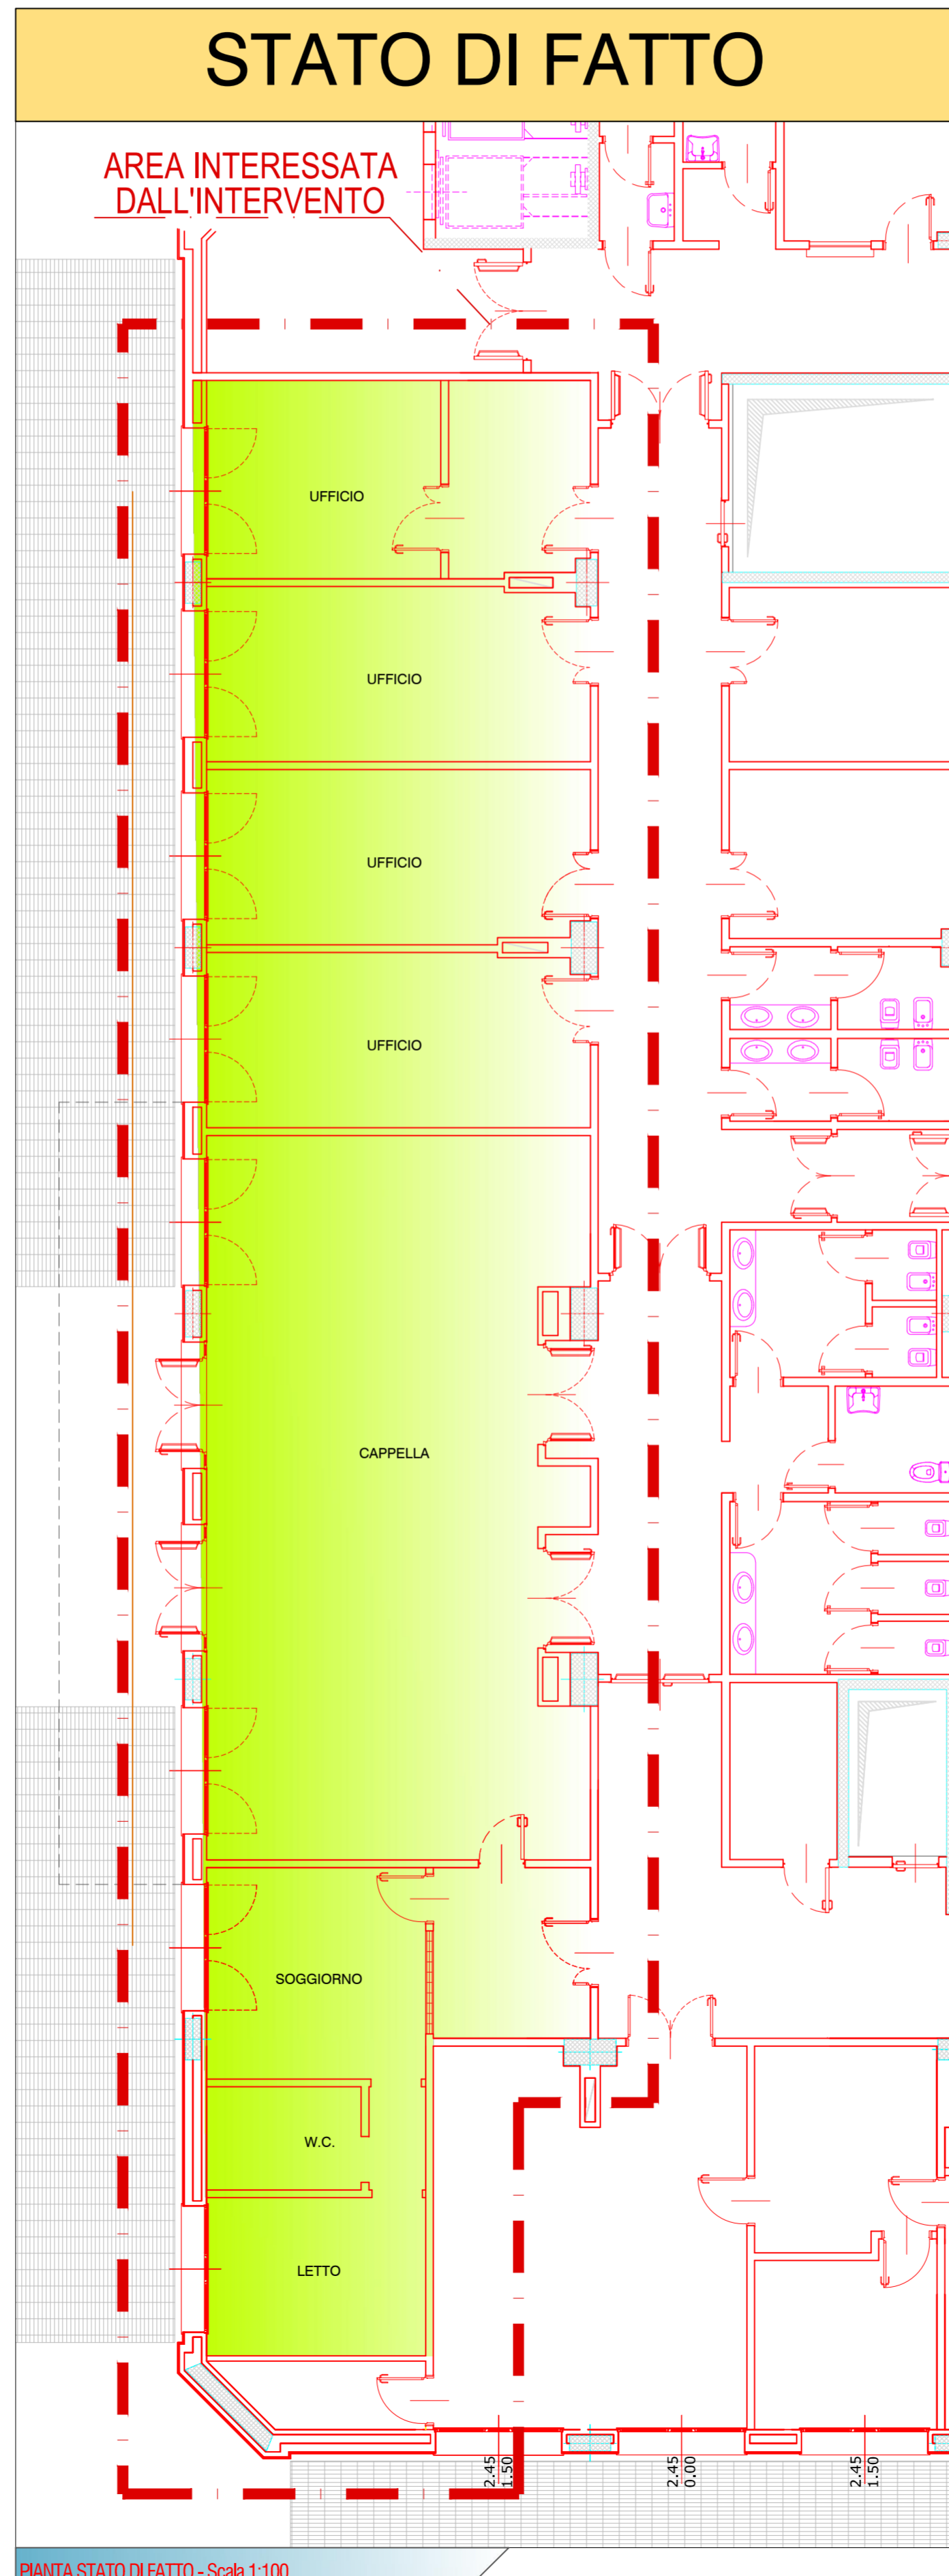 STATO DI FATTO
AREA INTERESSATA
DALL'INTERVENTO
UFFICIO
UFFICIO
UFFICIO
UFFICIO
CAPPELLA
SOGGIORNO
W.C.
LETTO
2.45
1.50
2.45
0.00
2.45
1.50
PIANTA STATO DI FATTO - Scala 1:100